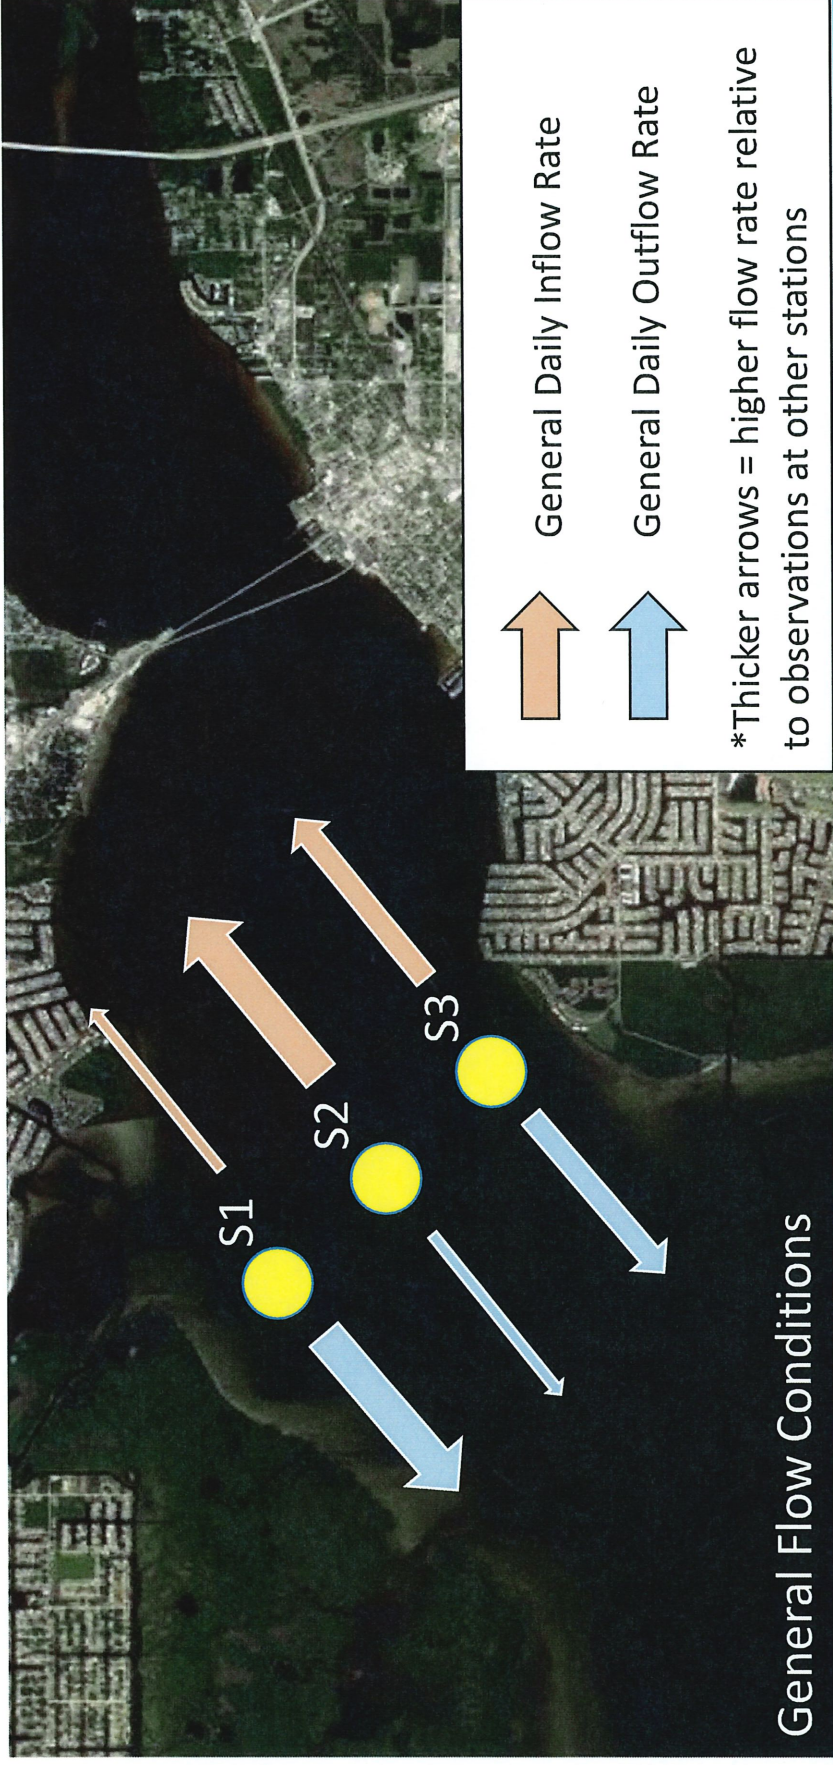 S1
S2
S3
General Flow Conditions
General Daily Inflow Rate
General Daily Outflow Rate
*Thicker arrows = higher flow rate relative
to observations at other stations